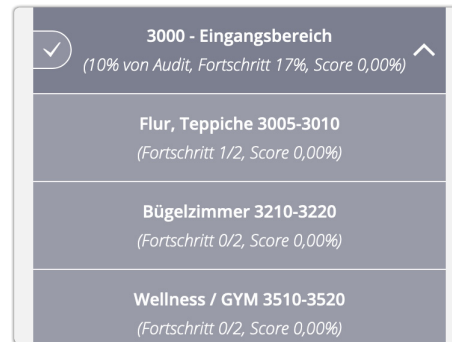 3000 - Eingangsbereich
(10% von Audit, Fortschritt 17%, Score 0,00%)
Flur, Teppiche 3005-3010
(Fortschritt 1/2, Score 0,00%)
Bügelzimmer 3210-3220
(Fortschritt 0/2, Score 0,00%)
Wellness / GYM 3510-3520
(Fortschritt 0/2, Score 0,00%)